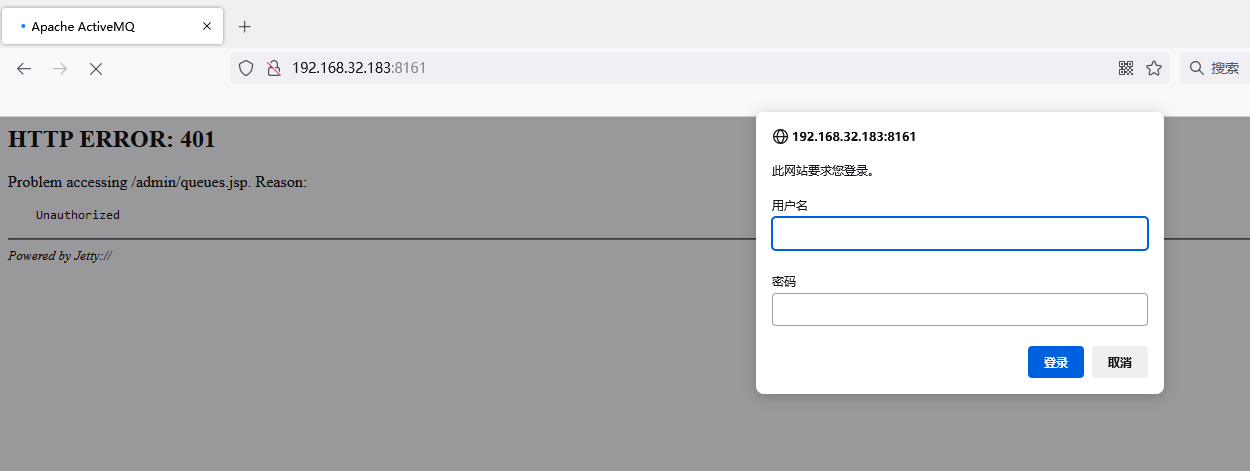 Apache ActiveMQ
192.168.32.183:8161
搜索
HTTP ERROR: 401
Problem accessing /admin/queues.jsp. Reason:
Unauthorized
Powered by Jetty://
192.168.32.183:8161
此网站要求您登录。
用户名
密码
登录
取消